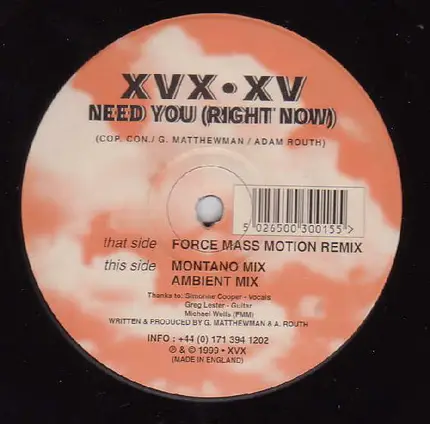 XVX • XV
NEED YOU (RIGHT NOW)
(COP. CON./ G. MATTHEWMAN / ADAM ROUTH)
5 026500 300155 >
that side FORCE MASS MOTION REMIX
this side MONTANO MIX
AMBIENT MIX
Thanks to: Simonne Cooper - Vocals
Greg Lester - Guitar
Michael Wells (FMM)
WRITTEN & PRODUCED BY G. MATTHEWMAN & A. ROUTH
INFO : +44 (0) 171 394 1202
℗ & © 1999 • XVX
(MADE IN ENGLAND)